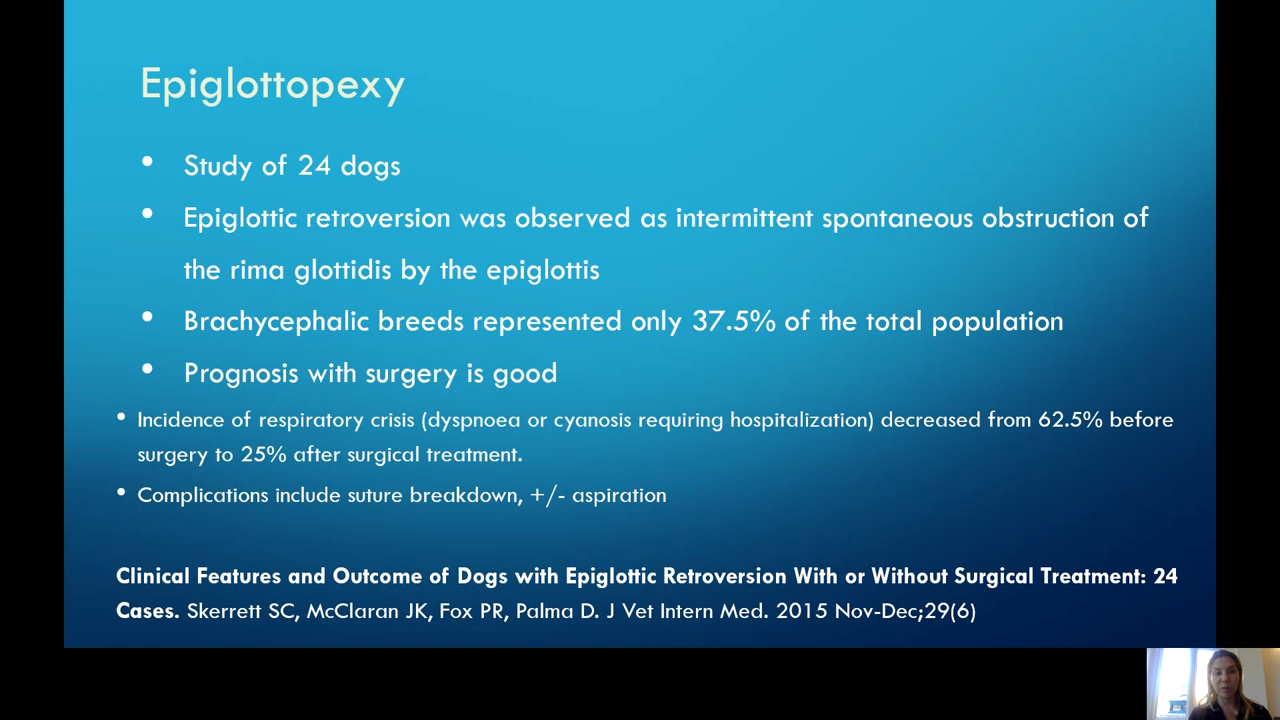 Epiglottopexy
• Study of 24 dogs
• Epiglottic retroversion was observed as intermittent spontaneous obstruction of
the rima glottidis by the epiglottis
• Brachycephalic breeds represented only 37.5% of the total population
• Prognosis with surgery is good
• Incidence of respiratory crisis (dyspnoea or cyanosis requiring hospitalization) decreased from 62.5% before
surgery to 25% after surgical treatment.
• Complications include suture breakdown, +/- aspiration
Clinical Features and Outcome of Dogs with Epiglottic Retroversion With or Without Surgical Treatment: 24
Cases. Skerrett SC, McClaran JK, Fox PR, Palma D. J Vet Intern Med. 2015 Nov-Dec;29(6)